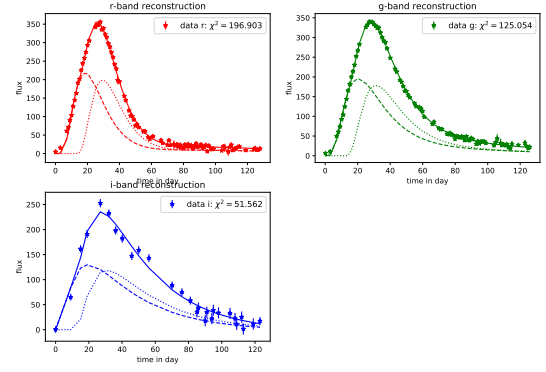 r-band reconstruction
data r: χ² = 196.903
flux
350
300
250
200
150
100
50
0
0 20 40 60 80 100 120
time in day
g-band reconstruction
data g: χ² = 125.054
flux
350
300
250
200
150
100
50
0
0 20 40 60 80 100 120
time in day
i-band reconstruction
data i: χ² = 51.562
flux
250
200
150
100
50
0
0 20 40 60 80 100 120
time in day